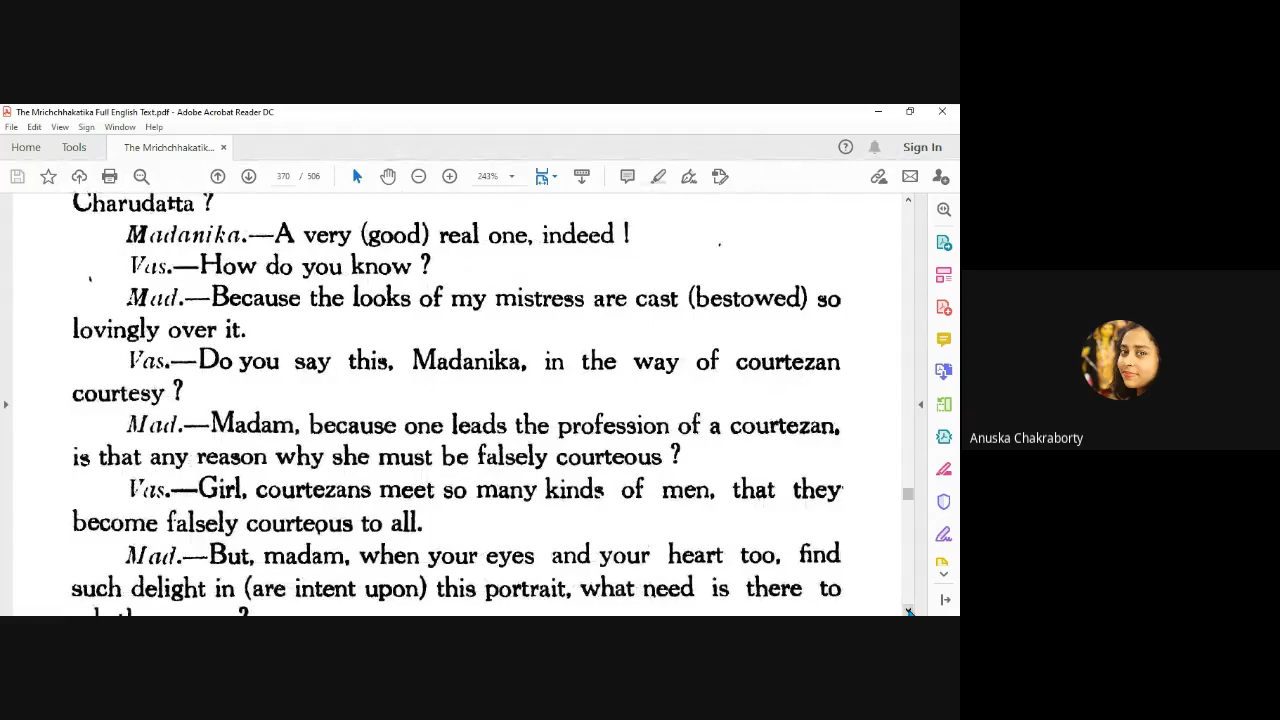 The Mrichchhakatika Full English Text.pdf - Adobe Acrobat Reader DC
File Edit View Sign Window Help
Home Tools The Mrichchhakatik... × Sign In
370 / 506 243%
Charudatta ?
Madanika.—A very (good) real one, indeed !
Vas.—How do you know ?
Mad.—Because the looks of my mistress are cast (bestowed) so
lovingly over it.
Vas.—Do you say this, Madanika, in the way of courtezan
courtesy ?
Mad.—Madam, because one leads the profession of a courtezan,
is that any reason why she must be falsely courteous ?
Vas.—Girl, courtezans meet so many kinds of men, that they
become falsely courteous to all.
Mad.—But, madam, when your eyes and your heart too, find
such delight in (are intent upon) this portrait, what need is there to
Anuska Chakraborty